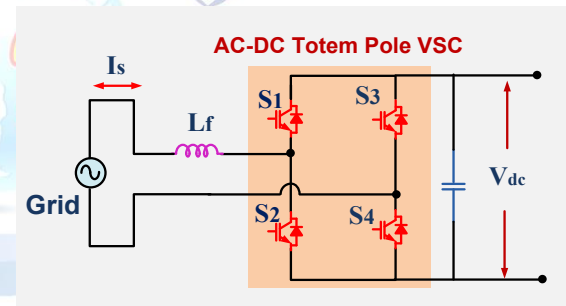 AC-DC Totem Pole VSC
Is
S1
S3
Lf
Vdc
Grid
S2
S4